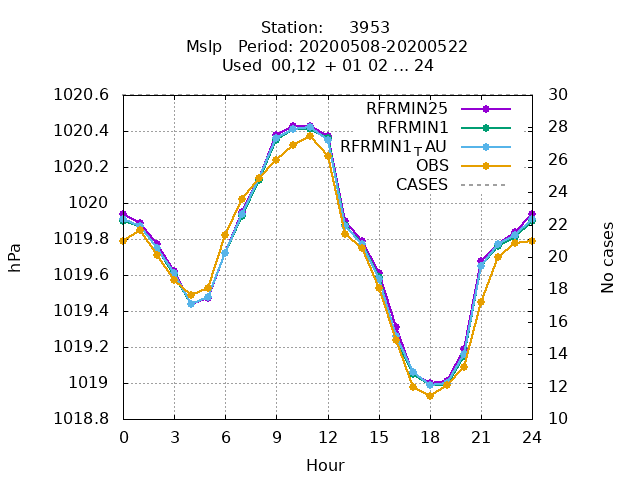 Station: 3953
Mslp Period: 20200508-20200522
Used 00,12 + 01 02 ... 24
1020.6
1020.4
1020.2
1020
1019.8
1019.6
1019.4
1019.2
1019
1018.8
hPa
RFRMIN25
RFRMIN1
RFRMIN1TAU
OBS
CASES
30
28
26
24
22
20
18
16
14
12
10
No cases
0 3 6 9 12 15 18 21 24
Hour